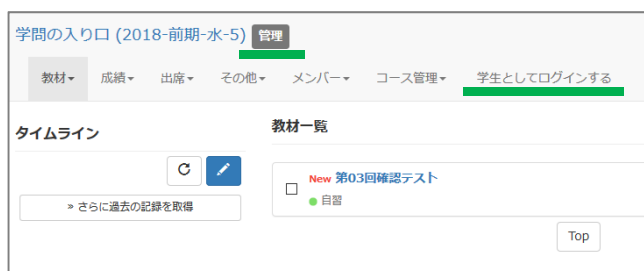 学問の入り口 (2018-前期-水-5) 管理
教材 成績 出席 その他 メンバー コース管理 学生としてログインする
タイムライン
» さらに過去の記録を取得
教材一覧
New 第03回確認テスト
自習
Top